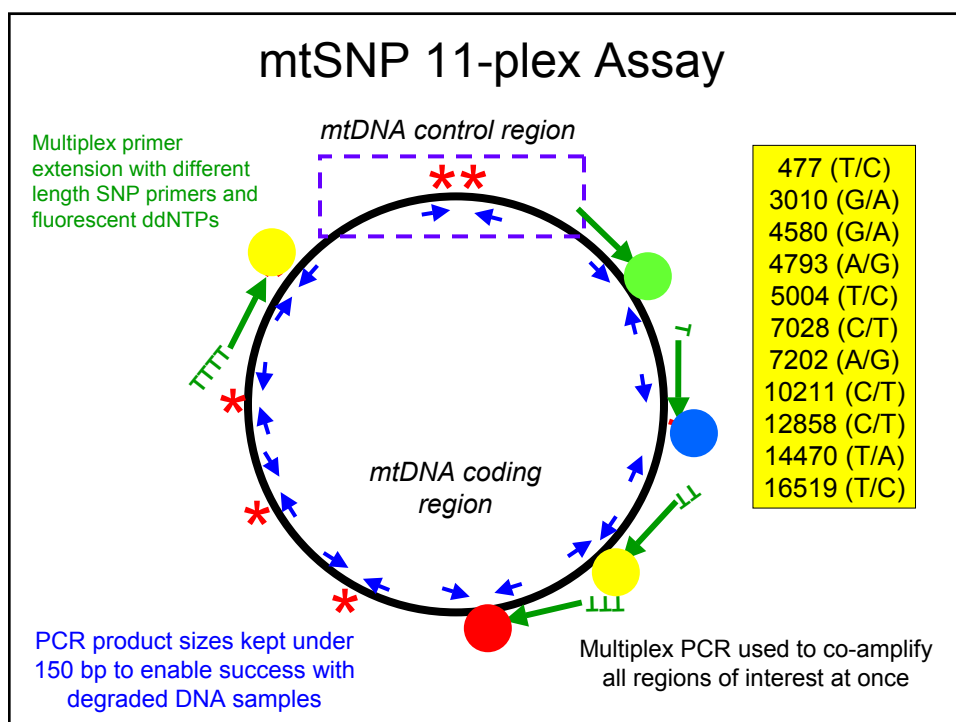 mtSNP 11-plex Assay
Multiplex primer
extension with different
length SNP primers and
fluorescent ddNTPs
mtDNA control region
**
477 (T/C)
3010 (G/A)
4580 (G/A)
4793 (A/G)
5004 (T/C)
7028 (C/T)
7202 (A/G)
10211 (C/T)
12858 (C/T)
14470 (T/A)
16519 (T/C)
T
TTTT
*
mtDNA coding
region
TT
*
TTT
*
PCR product sizes kept under
150 bp to enable success with
degraded DNA samples
Multiplex PCR used to co-amplify
all regions of interest at once